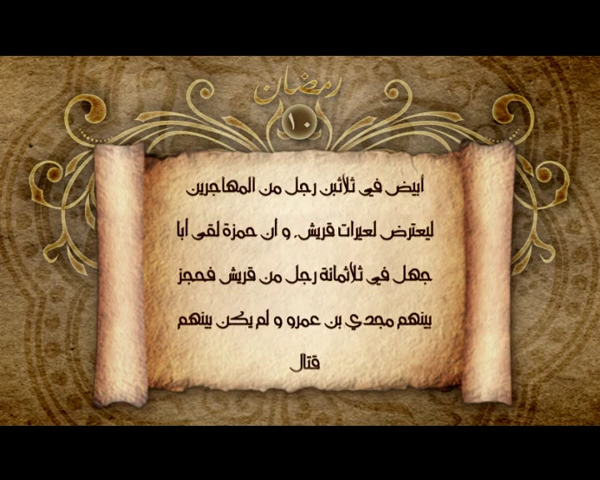 رمضان
١٠
أبيض في ثلاثين رجل من المهاجرين
ليعترض لعيرات قريش، و أن حمزة لقى أبا
جهل في ثلاثمائة رجل من قريش فحجز
بينهم مجدي بن عمرو و لم يكن بينهم
قتال